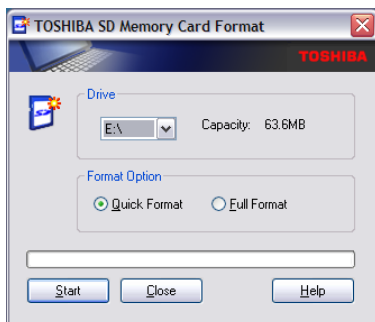 TOSHIBA SD Memory Card Format
TOSHIBA
Drive
E:\ Capacity: 63.6MB
Format Option
Quick Format Full Format
Start Close Help